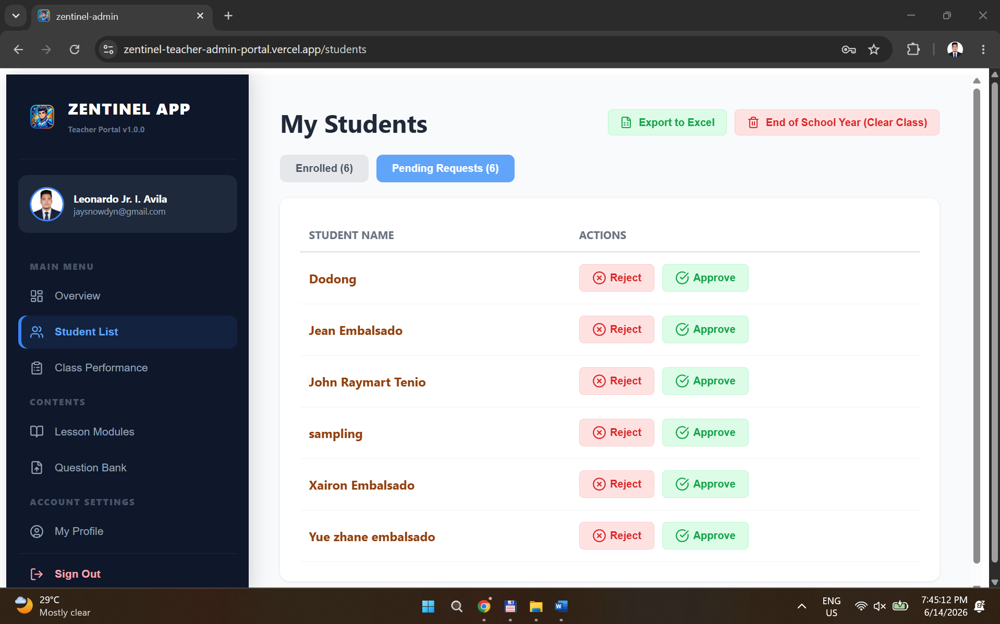 zentinel-admin
zentinel-teacher-admin-portal.vercel.app/students
ZENTINEL APP
Teacher Portal v1.0.0
Leonardo Jr. I. Avila
jaysnowdyn@gmail.com
MAIN MENU
Overview
Student List
Class Performance
CONTENTS
Lesson Modules
Question Bank
ACCOUNT SETTINGS
My Profile
Sign Out
My Students
Export to Excel
End of School Year (Clear Class)
Enrolled (6)
Pending Requests (6)
STUDENT NAME ACTIONS
Dodong Reject Approve
Jean Embalsado Reject Approve
John Raymart Tenio Reject Approve
sampling Reject Approve
Xairon Embalsado Reject Approve
Yue zhane embalsado Reject Approve
29°C
Mostly clear
ENG
US
7:45:12 PM
6/14/2026